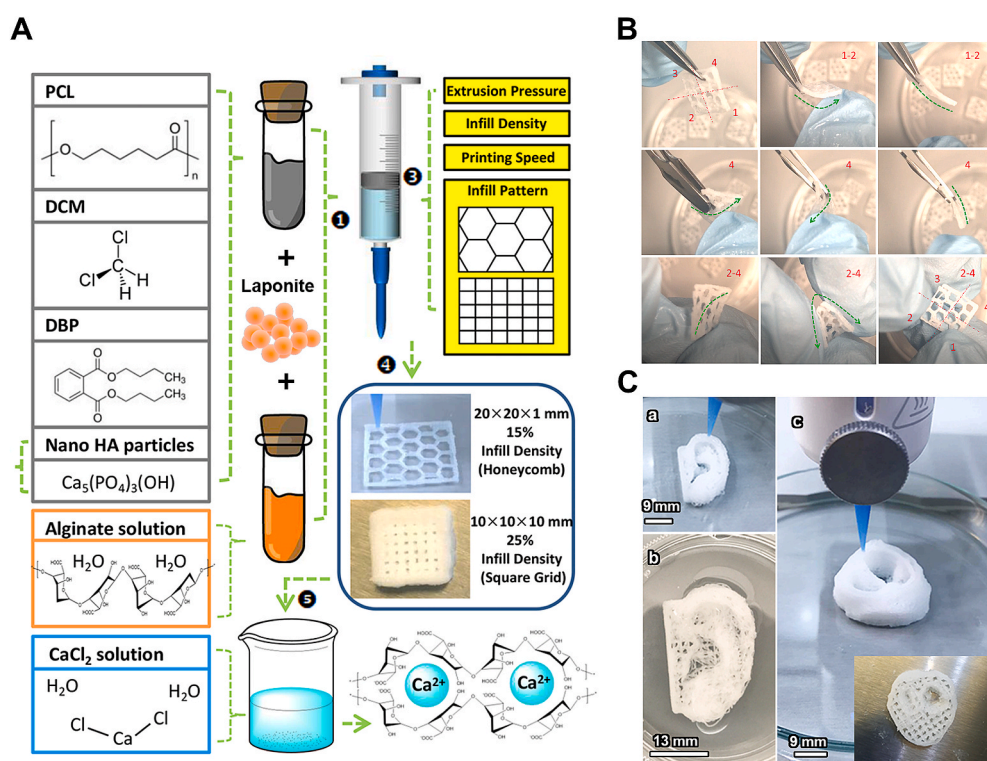 A
PCL
O
O
n
DCM
Cl
Cl
C
H
H
DBP
O
O
CH₃
O
CH₃
O
Nano HA particles
Ca₅(PO₄)₃(OH)
Alginate solution
H₂O
H₂O
CaCl₂ solution
H₂O
H₂O
Cl
Cl
Ca
❶
+
Laponite
+
❸
Extrusion Pressure
Infill Density
Printing Speed
Infill Pattern
❹
20×20×1 mm
15%
Infill Density
(Honeycomb)
10×10×10 mm
25%
Infill Density
(Square Grid)
❺
Ca²⁺
Ca²⁺
B
4
3
2
1
1-2
1-2
4
4
4
2-4
2-4
2-4
3
2
4
1
C
a
9 mm
b
13 mm
c
9 mm